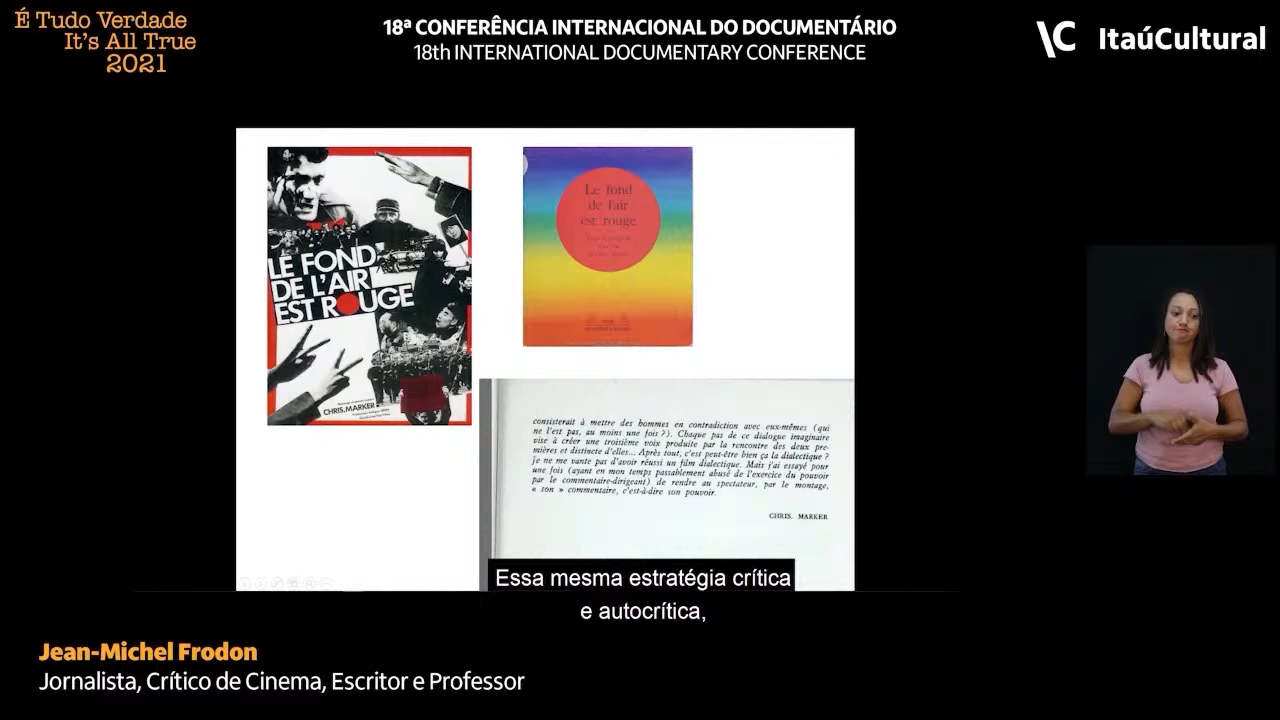 É Tudo Verdade
It's All True
2021
18ª CONFERÊNCIA INTERNACIONAL DO DOCUMENTÁRIO
18th INTERNATIONAL DOCUMENTARY CONFERENCE
\C ItaúCultural
LE FOND
DE L'AIR
EST ROUGE
CHRIS.MARKER
Le fond
de l'air
est rouge
consisterait à mettre des hommes en contradiction avec eux-mêmes (qui
ne l'est pas, au moins une fois ?). Chaque pas de ce dialogue imaginaire
vise à créer une troisième voix produite par la rencontre des deux pre-
mières et distincte d'elles... Après tout, c'est peut-être bien ça la dialectique ?
Je ne me vante pas d'avoir réussi un film dialectique. Mais j'ai essayé pour
une fois (ayant en mon temps passablement abusé de l'exercice du pouvoir
par le commentaire-dirigeant) de rendre au spectateur, par le montage,
« son » commentaire, c'est-à-dire son pouvoir.
CHRIS. MARKER
Essa mesma estratégia crítica
e autocrítica,
Jean-Michel Frodon
Jornalista, Crítico de Cinema, Escritor e Professor